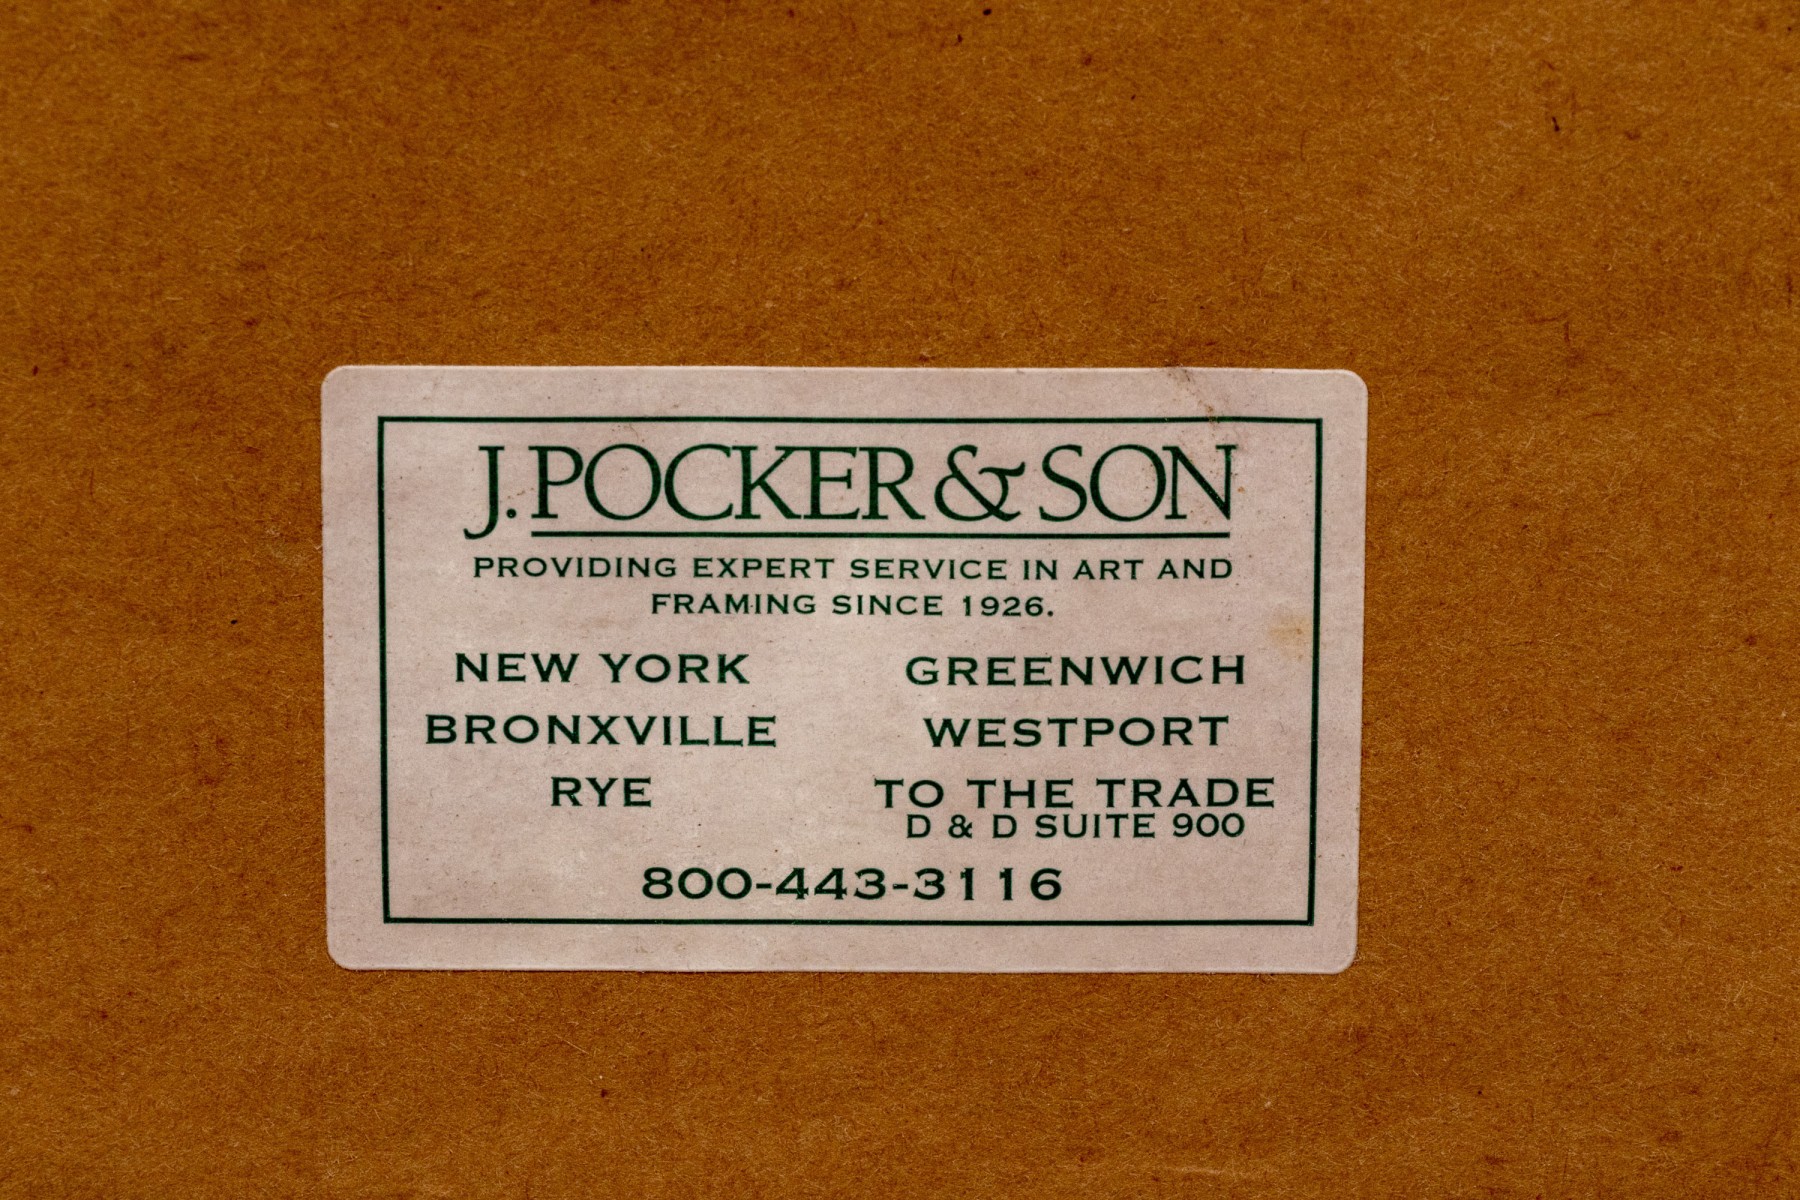 J. POCKER & SON
PROVIDING EXPERT SERVICE IN ART AND
FRAMING SINCE 1926.
NEW YORK GREENWICH
BRONXVILLE WESTPORT
RYE TO THE TRADE
D & D SUITE 900
800-443-3116